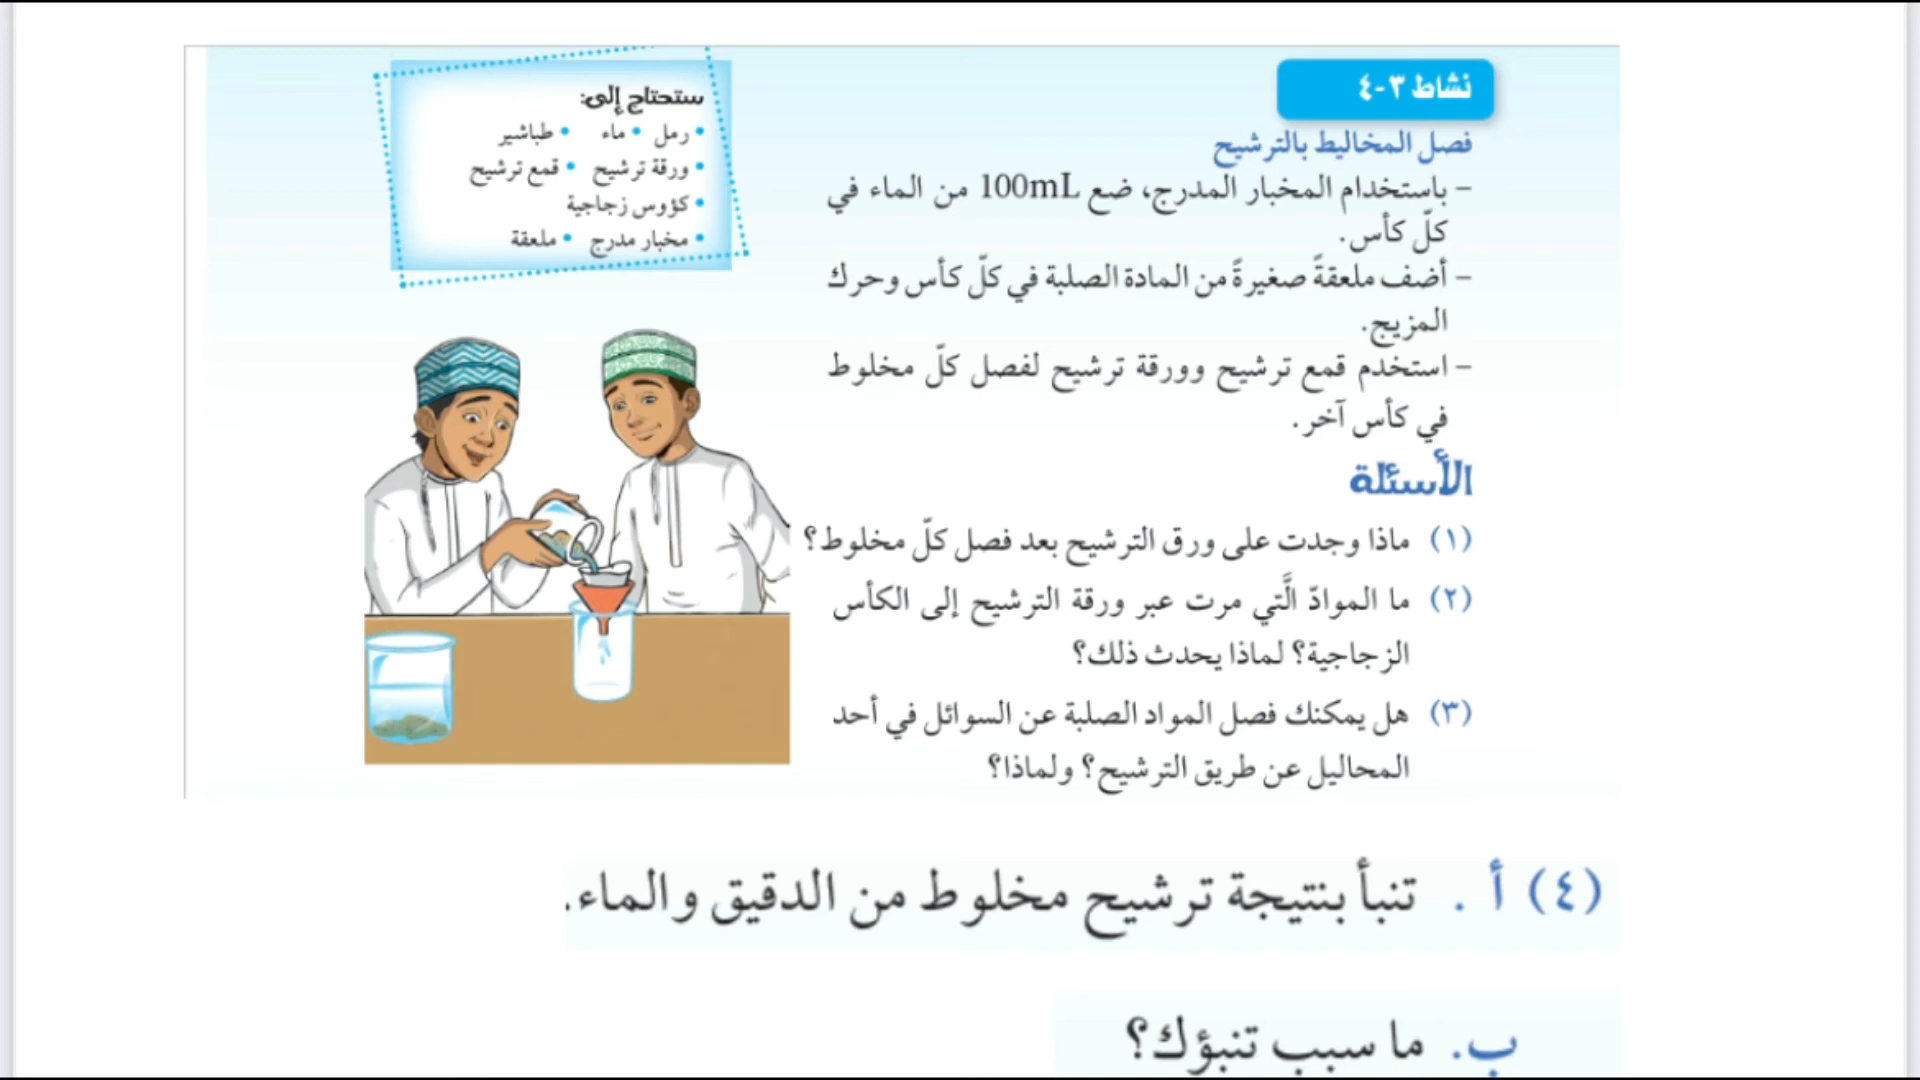 نشاط ٣-٤
فصل المخاليط بالترشيح
– باستخدام المخبار المدرج، ضع 100mL من الماء في
كلّ كأس.
– أضف ملعقةً صغيرةً من المادة الصلبة في كلّ كأس وحرك
المزيج.
– استخدم قمع ترشيح وورقة ترشيح لفصل كلّ مخلوط
في كأس آخر.
ستحتاج إلى:
• رمل • ماء • طباشير
• ورقة ترشيح • قمع ترشيح
• كؤوس زجاجية
• مخبار مدرج • ملعقة
الأسئلة
(١) ماذا وجدت على ورق الترشيح بعد فصل كلّ مخلوط؟
(٢) ما الموادّ الَّتي مرت عبر ورقة الترشيح إلى الكأس
الزجاجية؟ لماذا يحدث ذلك؟
(٣) هل يمكنك فصل المواد الصلبة عن السوائل في أحد
المحاليل عن طريق الترشيح؟ ولماذا؟
(٤) أ . تنبأ بنتيجة ترشيح مخلوط من الدقيق والماء.
ب. ما سبب تنبؤك؟